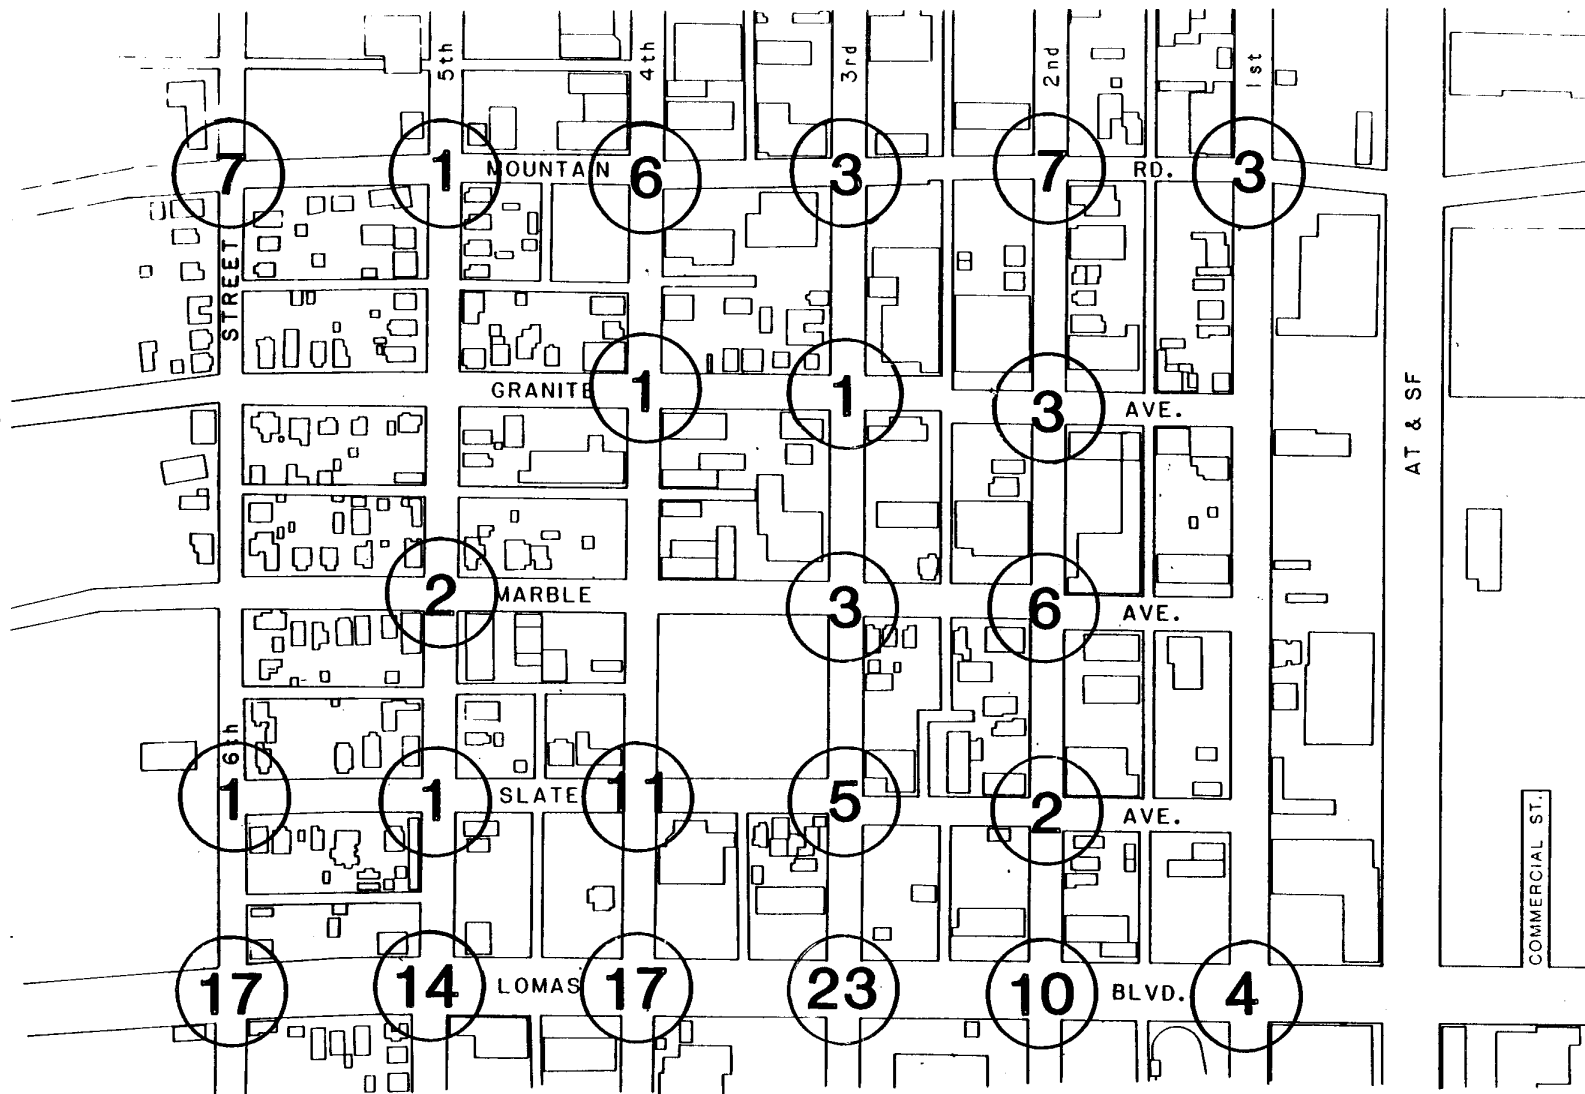 5th 4th 3rd 2nd 1st
7 1 MOUNTAIN 6 3 7 RD. 3
STREET
GRANITE 1 1 3 AVE.
AT & SF
2 MARBLE 3 6 AVE.
6th
1 1 SLATE 11 5 2 AVE.
COMMERCIAL ST.
17 14 LOMAS 17 23 10 BLVD. 4